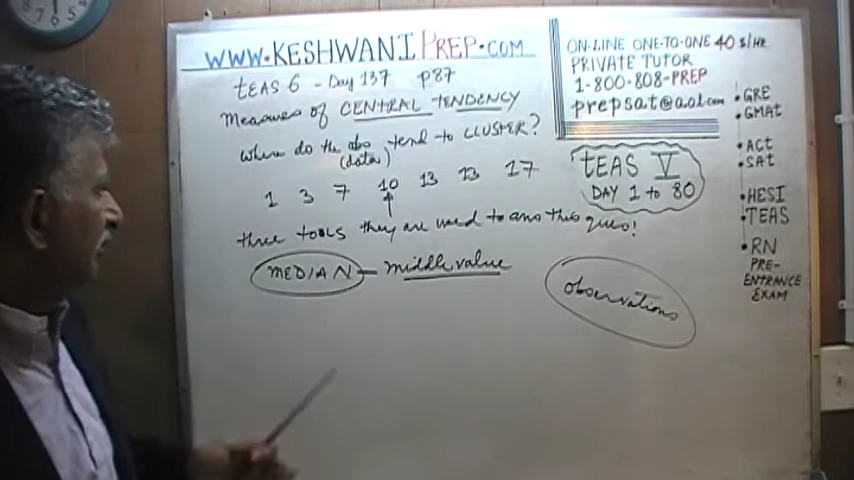 WWW.KESHWANIPREP.COM
TEAS 6 - Day 137 p87
Measures of CENTRAL TENDENCY
Where do the obs tend to CLUSTER?
(data)
1 3 7 10 13 13 17
three tools they are used to ans this ques!
MEDIAN - middle value
observations
ON-LINE ONE-TO-ONE 40 $/HR
PRIVATE TUTOR
1-800-808-PREP
prepsat@aol.com
TEAS V
DAY 1 to 80
•GRE
•GMAT
•ACT
•SAT
•HESI
•TEAS
•RN
PRE-
ENTRANCE
EXAM